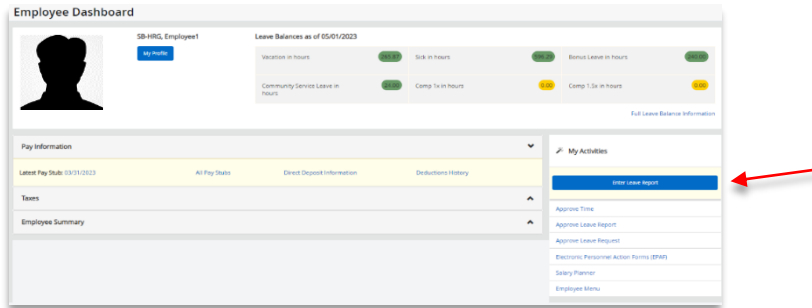 Employee Dashboard
SB-HRG, Employee1
My Profile
Leave Balances as of 05/01/2023
Vacation in hours
Sick in hours
Bonus Leave in hours
240.00
Community Service Leave in hours
24.00
Comp 1x in hours
0.00
Comp 1.5x in hours
0.00
Full Leave Balance Information
Pay Information
Latest Pay Stub: 03/31/2023
All Pay Stubs
Direct Deposit Information
Deductions History
Taxes
Employee Summary
My Activities
Enter Leave Report
Approve Time
Approve Leave Report
Approve Leave Request
Electronic Personnel Action Forms (EPAF)
Salary Planner
Employee Menu